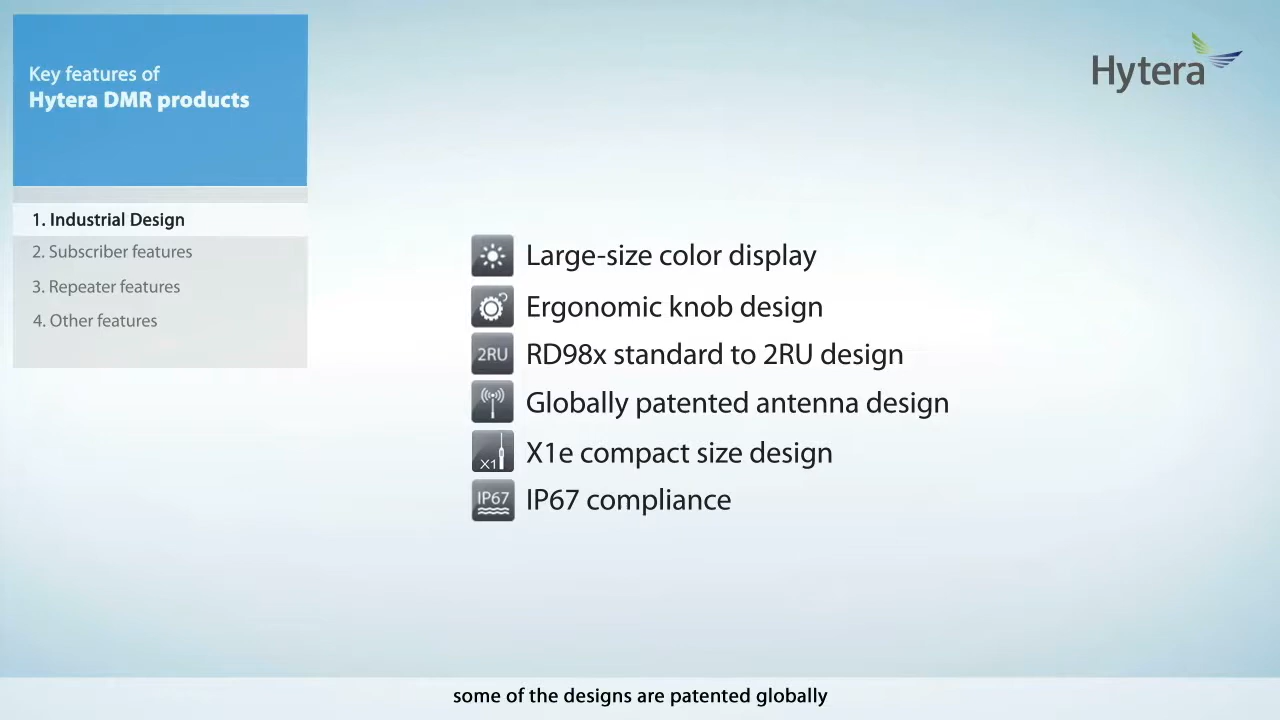 Key features of
Hytera DMR products
Hytera
1. Industrial Design
2. Subscriber features
3. Repeater features
4. Other features
Large-size color display
Ergonomic knob design
2RU RD98x standard to 2RU design
Globally patented antenna design
X1 X1e compact size design
IP67 IP67 compliance
some of the designs are patented globally